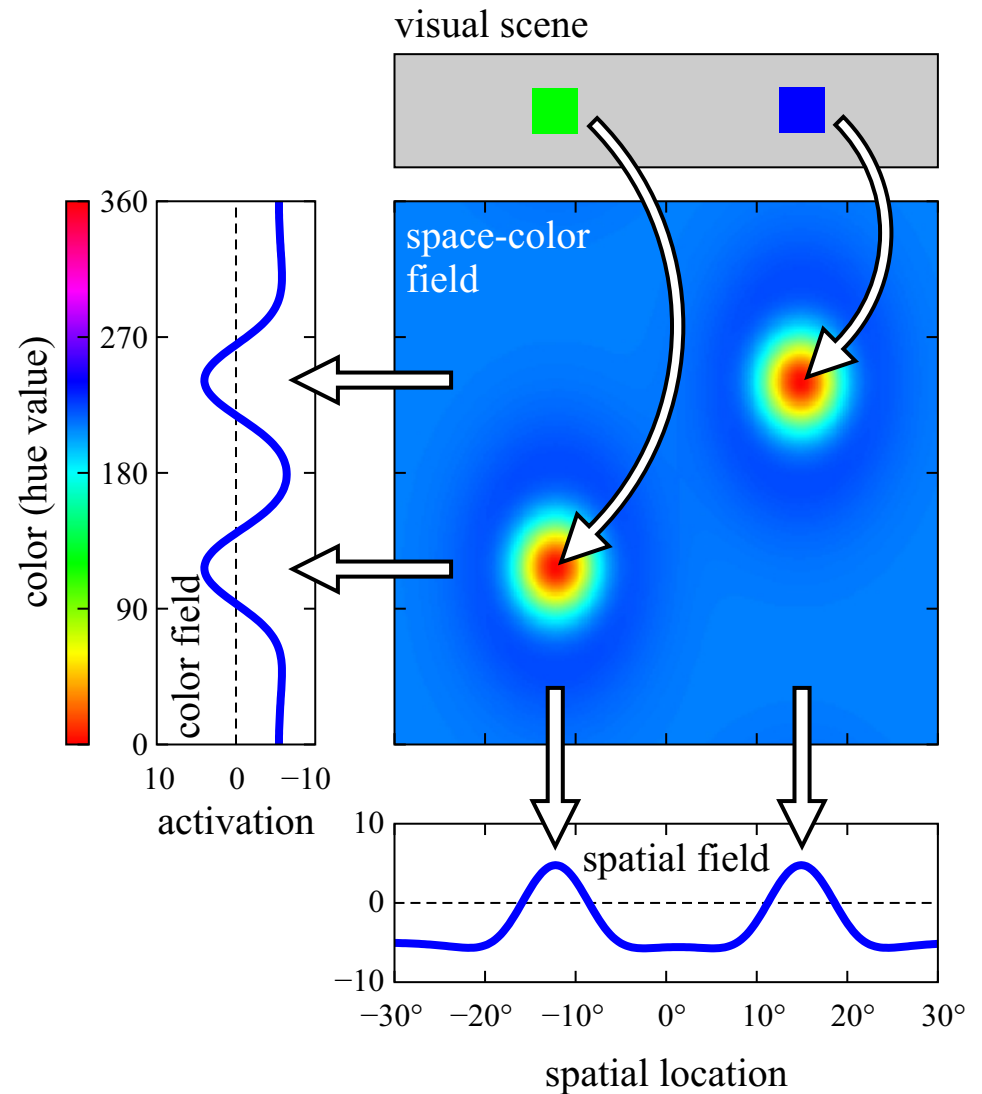 visual scene
space-color
field
color (hue value)
360
270
180
90
0
color field
10 0 −10
activation
spatial field
10
0
−10
−30° −20° −10° 0° 10° 20° 30°
spatial location